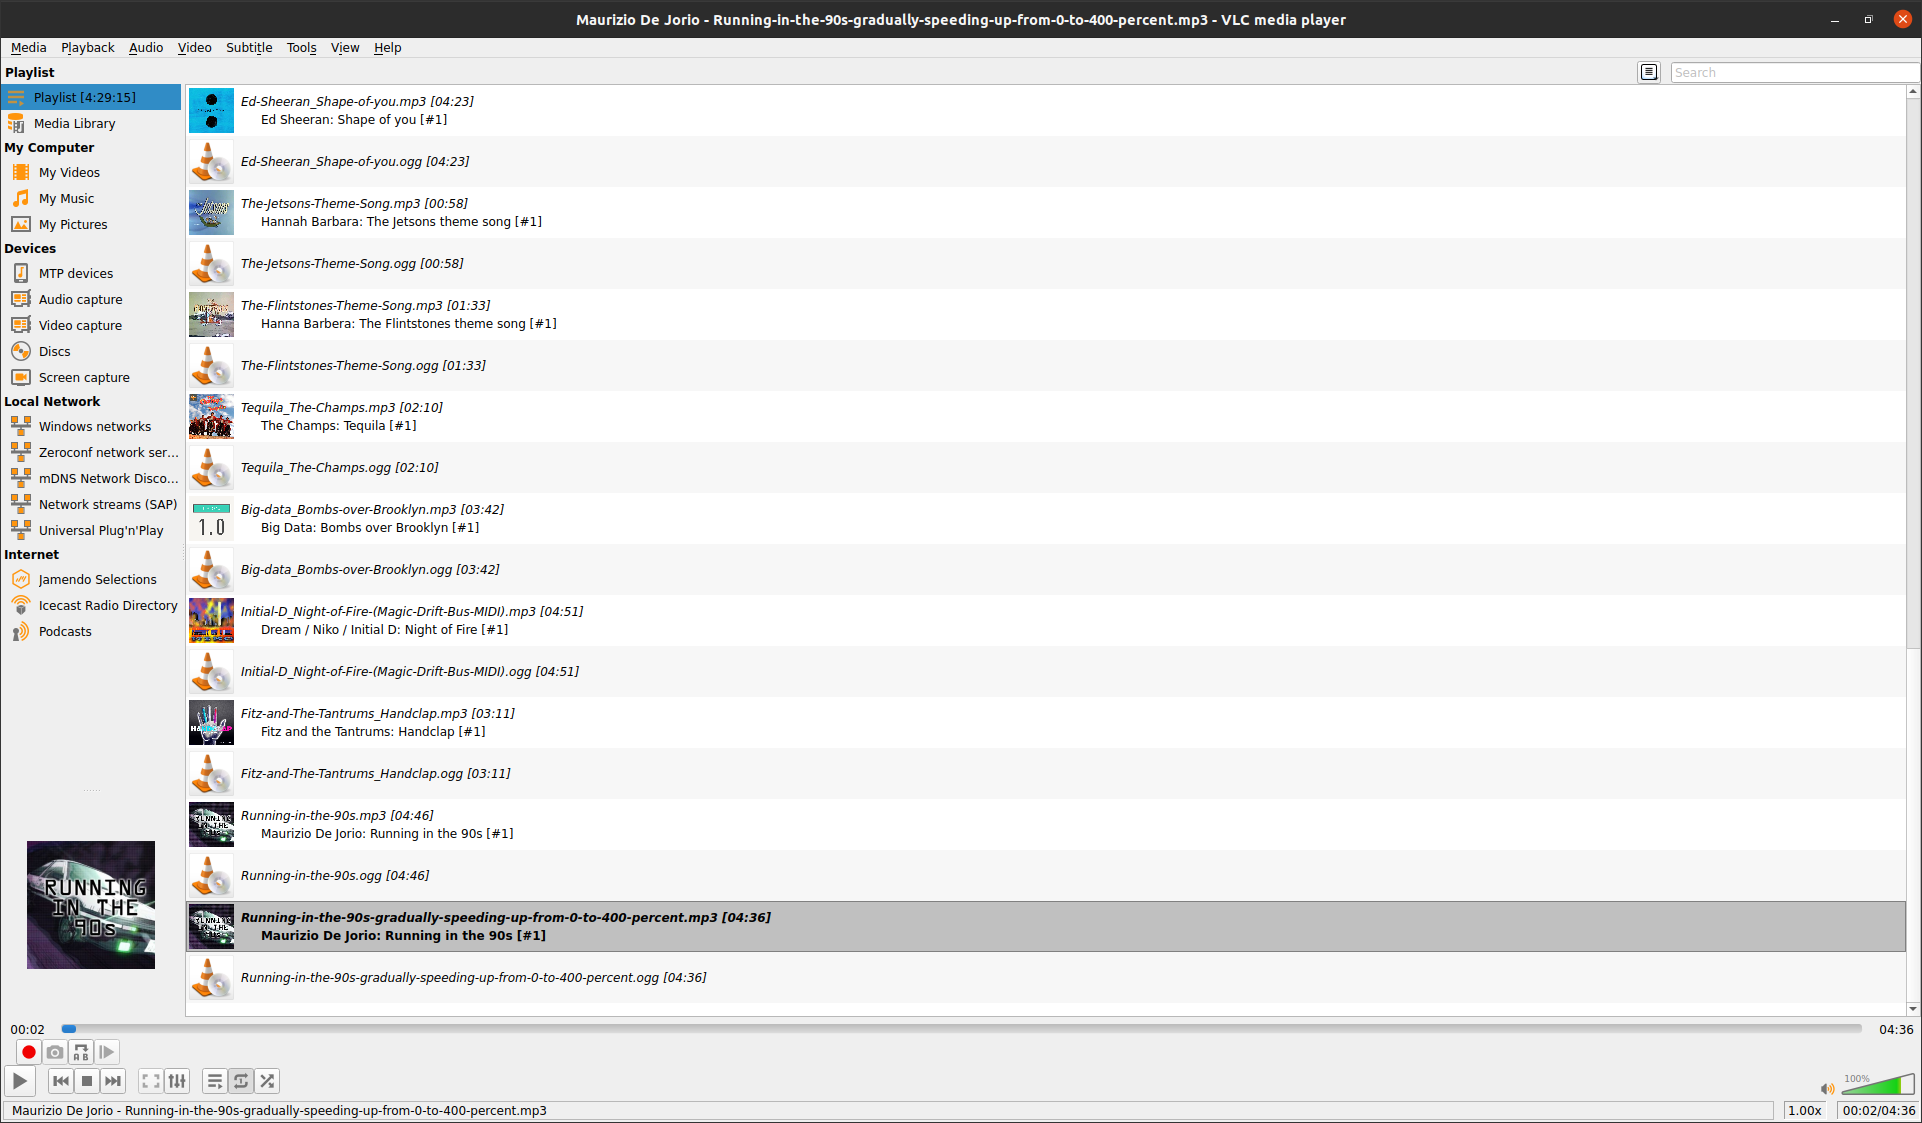 Maurizio De Jorio - Running-in-the-90s-gradually-speeding-up-from-0-to-400-percent.mp3 - VLC media player
Media Playback Audio Video Subtitle Tools View Help
Playlist
Search
Playlist [4:29:15]
Media Library
My Computer
My Videos
My Music
My Pictures
Devices
MTP devices
Audio capture
Video capture
Discs
Screen capture
Local Network
Windows networks
Zeroconf network ser...
mDNS Network Disco...
Network streams (SAP)
Universal Plug'n'Play
Internet
Jamendo Selections
Icecast Radio Directory
Podcasts
RUNNING
IN THE
90s
Ed-Sheeran_Shape-of-you.mp3 [04:23]
Ed Sheeran: Shape of you [#1]
Ed-Sheeran_Shape-of-you.ogg [04:23]
Jetsons
The-Jetsons-Theme-Song.mp3 [00:58]
Hannah Barbara: The Jetsons theme song [#1]
The-Jetsons-Theme-Song.ogg [00:58]
The-Flintstones-Theme-Song.mp3 [01:33]
Hanna Barbera: The Flintstones theme song [#1]
The-Flintstones-Theme-Song.ogg [01:33]
Tequila_The-Champs.mp3 [02:10]
The Champs: Tequila [#1]
Tequila_The-Champs.ogg [02:10]
1.0
Big-data_Bombs-over-Brooklyn.mp3 [03:42]
Big Data: Bombs over Brooklyn [#1]
Big-data_Bombs-over-Brooklyn.ogg [03:42]
Initial-D_Night-of-Fire-(Magic-Drift-Bus-MIDI).mp3 [04:51]
Dream / Niko / Initial D: Night of Fire [#1]
Initial-D_Night-of-Fire-(Magic-Drift-Bus-MIDI).ogg [04:51]
Fitz-and-The-Tantrums_Handclap.mp3 [03:11]
Fitz and the Tantrums: Handclap [#1]
Fitz-and-The-Tantrums_Handclap.ogg [03:11]
RUNNING
IN THE
90s
Running-in-the-90s.mp3 [04:46]
Maurizio De Jorio: Running in the 90s [#1]
Running-in-the-90s.ogg [04:46]
RUNNING
IN THE
90s
Running-in-the-90s-gradually-speeding-up-from-0-to-400-percent.mp3 [04:36]
Maurizio De Jorio: Running in the 90s [#1]
Running-in-the-90s-gradually-speeding-up-from-0-to-400-percent.ogg [04:36]
00:02
04:36
A B
100%
Maurizio De Jorio - Running-in-the-90s-gradually-speeding-up-from-0-to-400-percent.mp3
1.00x
00:02/04:36